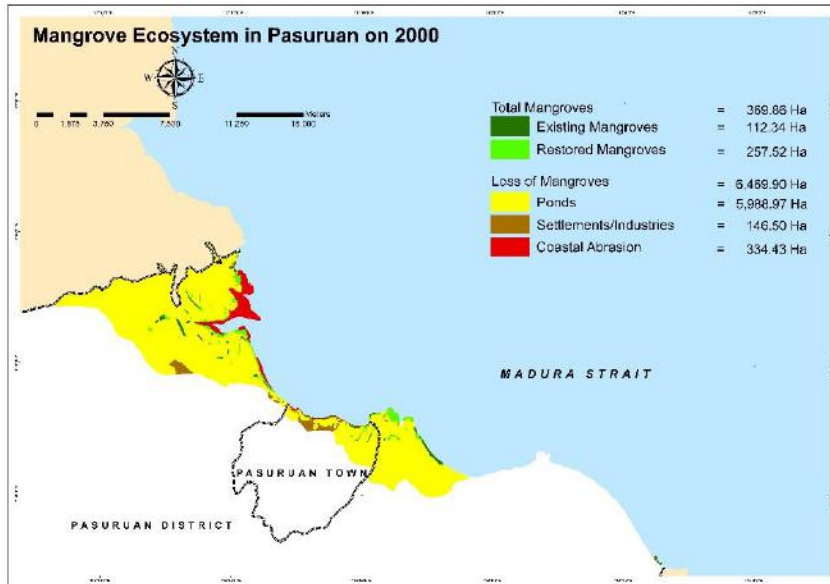 Mangrove Ecosystem in Pasuruan on 2000
N
W E
S
Meters
0 1,875 3,750 7,500 11,250 15,000
Total Mangroves = 369.86 Ha
Existing Mangroves = 112.34 Ha
Restored Mangroves = 257.52 Ha
Loss of Mangroves = 6,469.90 Ha
Ponds = 5,988.97 Ha
Settlements/Industries = 146.50 Ha
Coastal Abrasion = 334.43 Ha
MADURA STRAIT
PASURUAN TOWN
PASURUAN DISTRICT